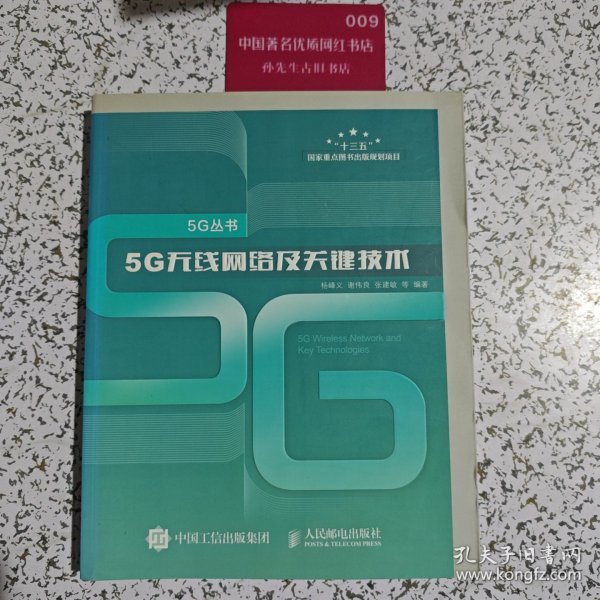 009
中国著名优质网红书店
孙先生古旧书店
“十三五”
国家重点图书出版规划项目
5G丛书
5G无线网络及关键技术
杨峰义 谢伟良 张建敏 等 编著
5G Wireless Network and
Key Technologies
5G
中国工信出版集团
人民邮电出版社
POSTS & TELECOM PRESS
孔夫子旧书网
www.kongfz.com